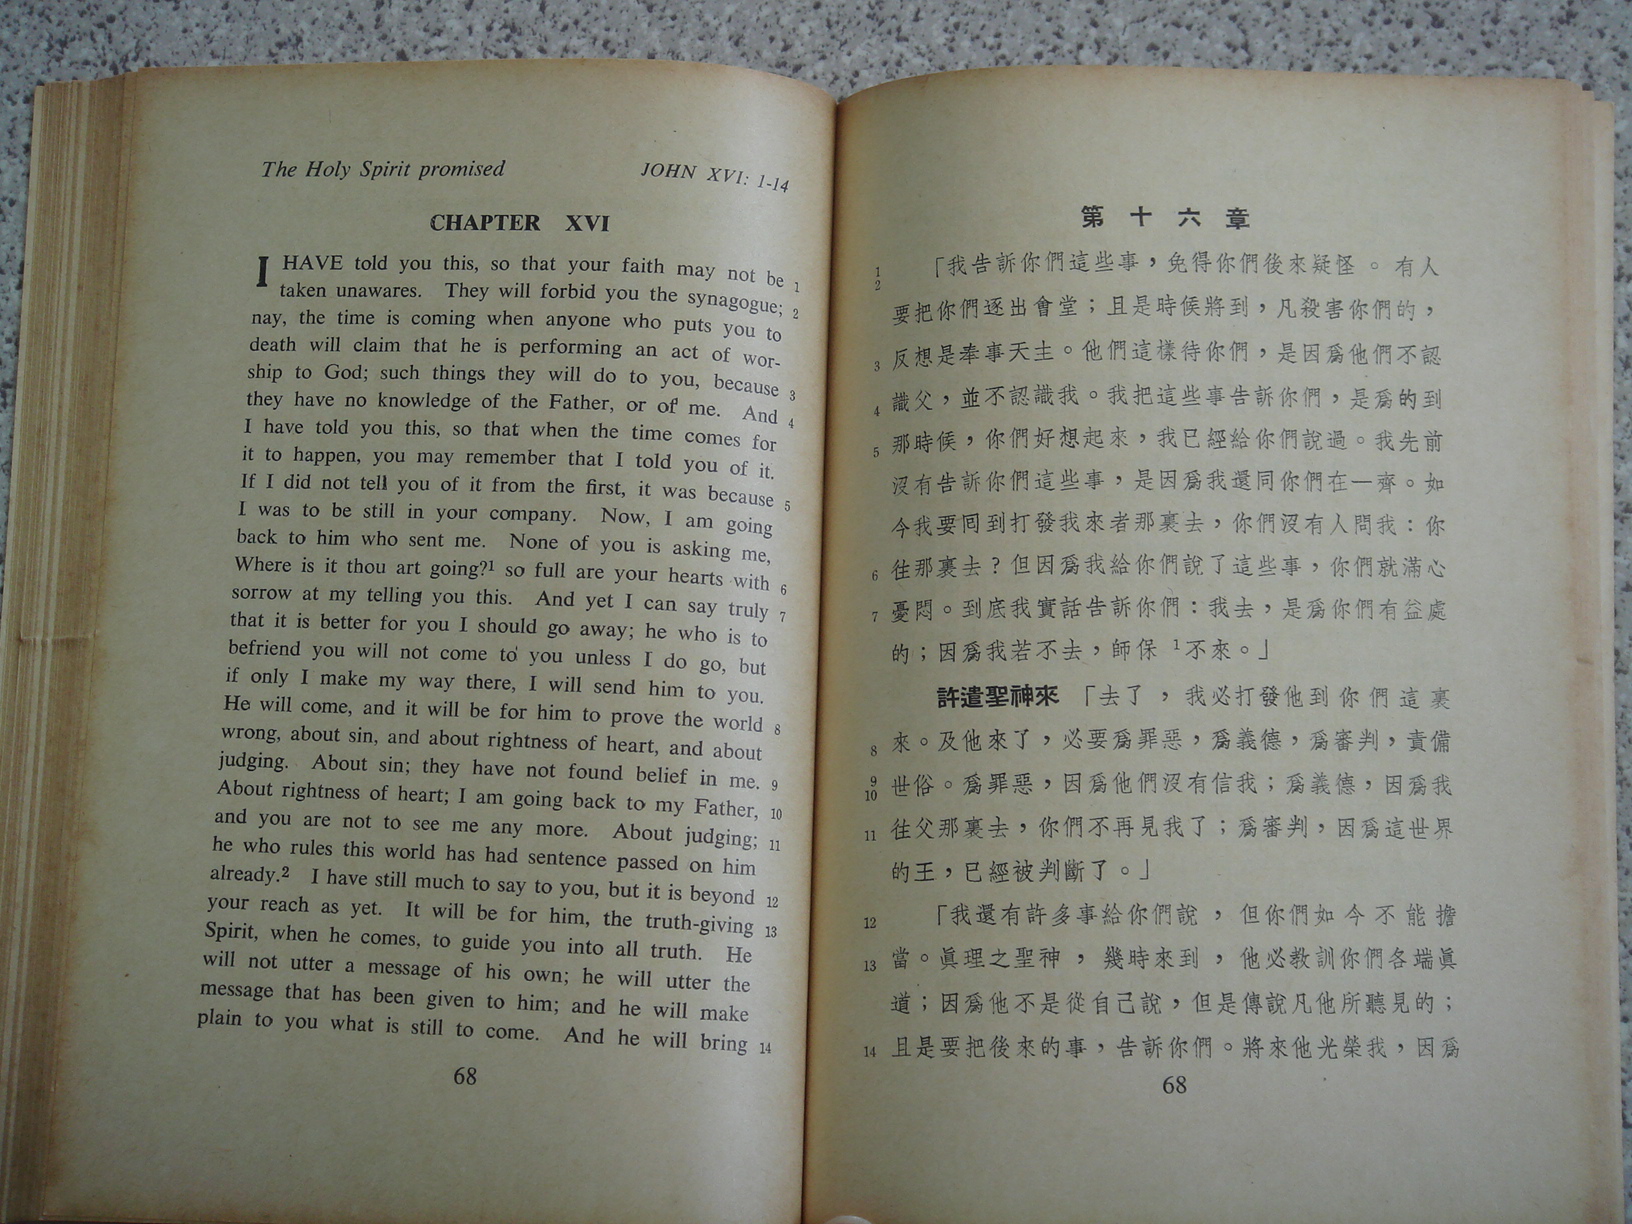 The Holy Spirit promised JOHN XVI: 1-14
CHAPTER XVI
I HAVE told you this, so that your faith may not be 1
taken unawares. They will forbid you the synagogue; 2
nay, the time is coming when anyone who puts you to
death will claim that he is performing an act of wor-
ship to God; such things they will do to you, because 3
they have no knowledge of the Father, or of me. And 4
I have told you this, so that when the time comes for
it to happen, you may remember that I told you of it.
If I did not tell you of it from the first, it was because 5
I was to be still in your company. Now, I am going
back to him who sent me. None of you is asking me,
Where is it thou art going?¹ so full are your hearts with 6
sorrow at my telling you this. And yet I can say truly 7
that it is better for you I should go away; he who is to
befriend you will not come to you unless I do go, but
if only I make my way there, I will send him to you.
He will come, and it will be for him to prove the world 8
wrong, about sin, and about rightness of heart, and about
judging. About sin; they have not found belief in me. 9
About rightness of heart; I am going back to my Father, 10
and you are not to see me any more. About judging; 11
he who rules this world has had sentence passed on him
already.² I have still much to say to you, but it is beyond 12
your reach as yet. It will be for him, the truth-giving 13
Spirit, when he comes, to guide you into all truth. He
will not utter a message of his own; he will utter the
message that has been given to him; and he will make
plain to you what is still to come. And he will bring 14
68
第十六章
1 2 「我告訴你們這些事，免得你們後來疑怪。有人
要把你們逐出會堂；且是時候將到，凡殺害你們的，
3 反想是奉事天主。他們這樣待你們，是因爲他們不認
4 識父，並不認識我。我把這些事告訴你們，是爲的到
5 那時候，你們好想起來，我已經給你們說過。我先前
沒有告訴你們這些事，是因爲我還同你們在一齊。如
今我要囘到打發我來者那裏去，你們沒有人問我：你
6 往那裏去？但因爲我給你們說了這些事，你們就滿心
7 憂悶。到底我實話告訴你們：我去，是爲你們有益處
的；因爲我若不去，師保¹不來。」
許遣聖神來 「去了，我必打發他到你們這裏
8 來。及他來了，必要爲罪惡，爲義德，爲審判，責備
9 10 世俗。爲罪惡，因爲他們沒有信我；爲義德，因爲我
11 往父那裏去，你們不再見我了；爲審判，因爲這世界
的王，已經被判斷了。」
12 「我還有許多事給你們說，但你們如今不能擔
13 當。眞理之聖神，幾時來到，他必教訓你們各端眞
道；因爲他不是從自己說，但是傳說凡他所聽見的；
14 且是要把後來的事，告訴你們。將來他光榮我，因爲
68